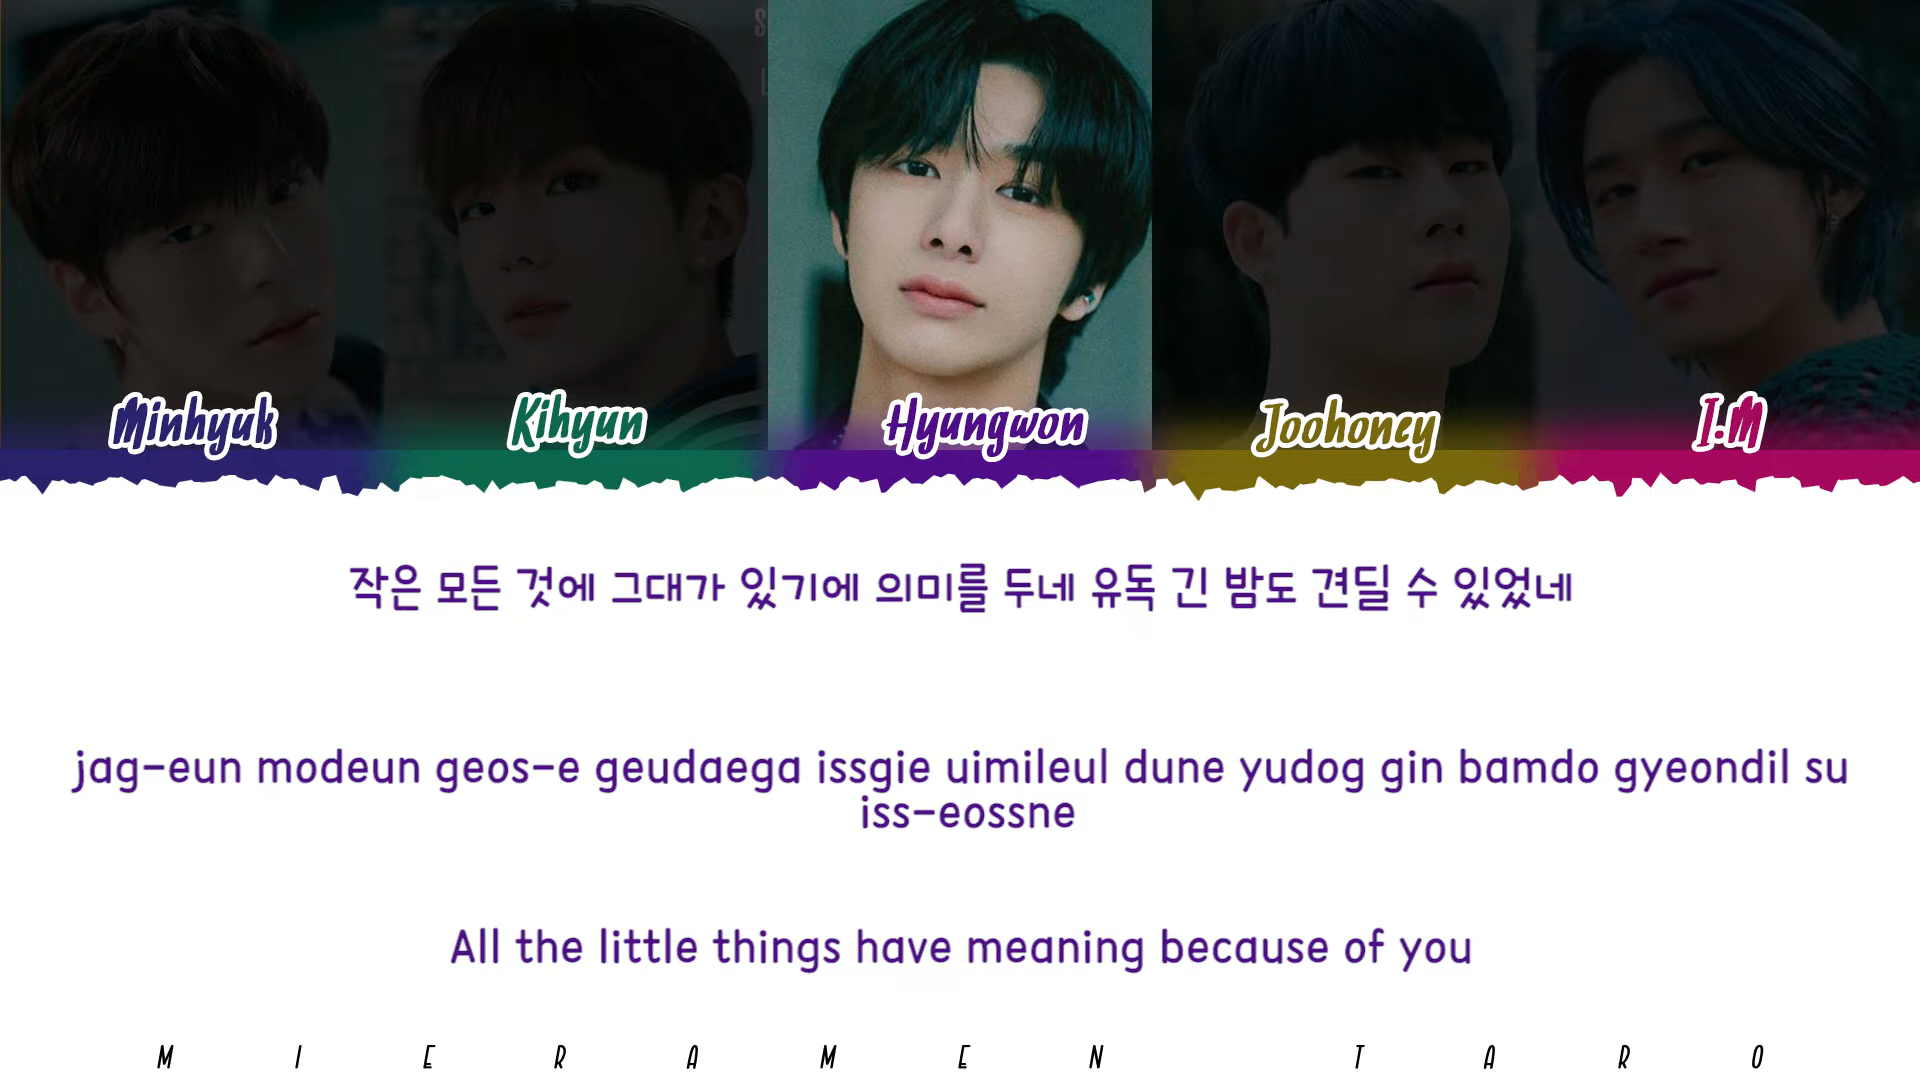 Minhyuk Kihyun Hyungwon Joohoney I.M
작은 모든 것에 그대가 있기에 의미를 두네 유독 긴 밤도 견딜 수 있었네
jag-eun modeun geos-e geudaega issgie uimileul dune yudog gin bamdo gyeondil su
iss-eossne
All the little things have meaning because of you
MIERAMEN TARO